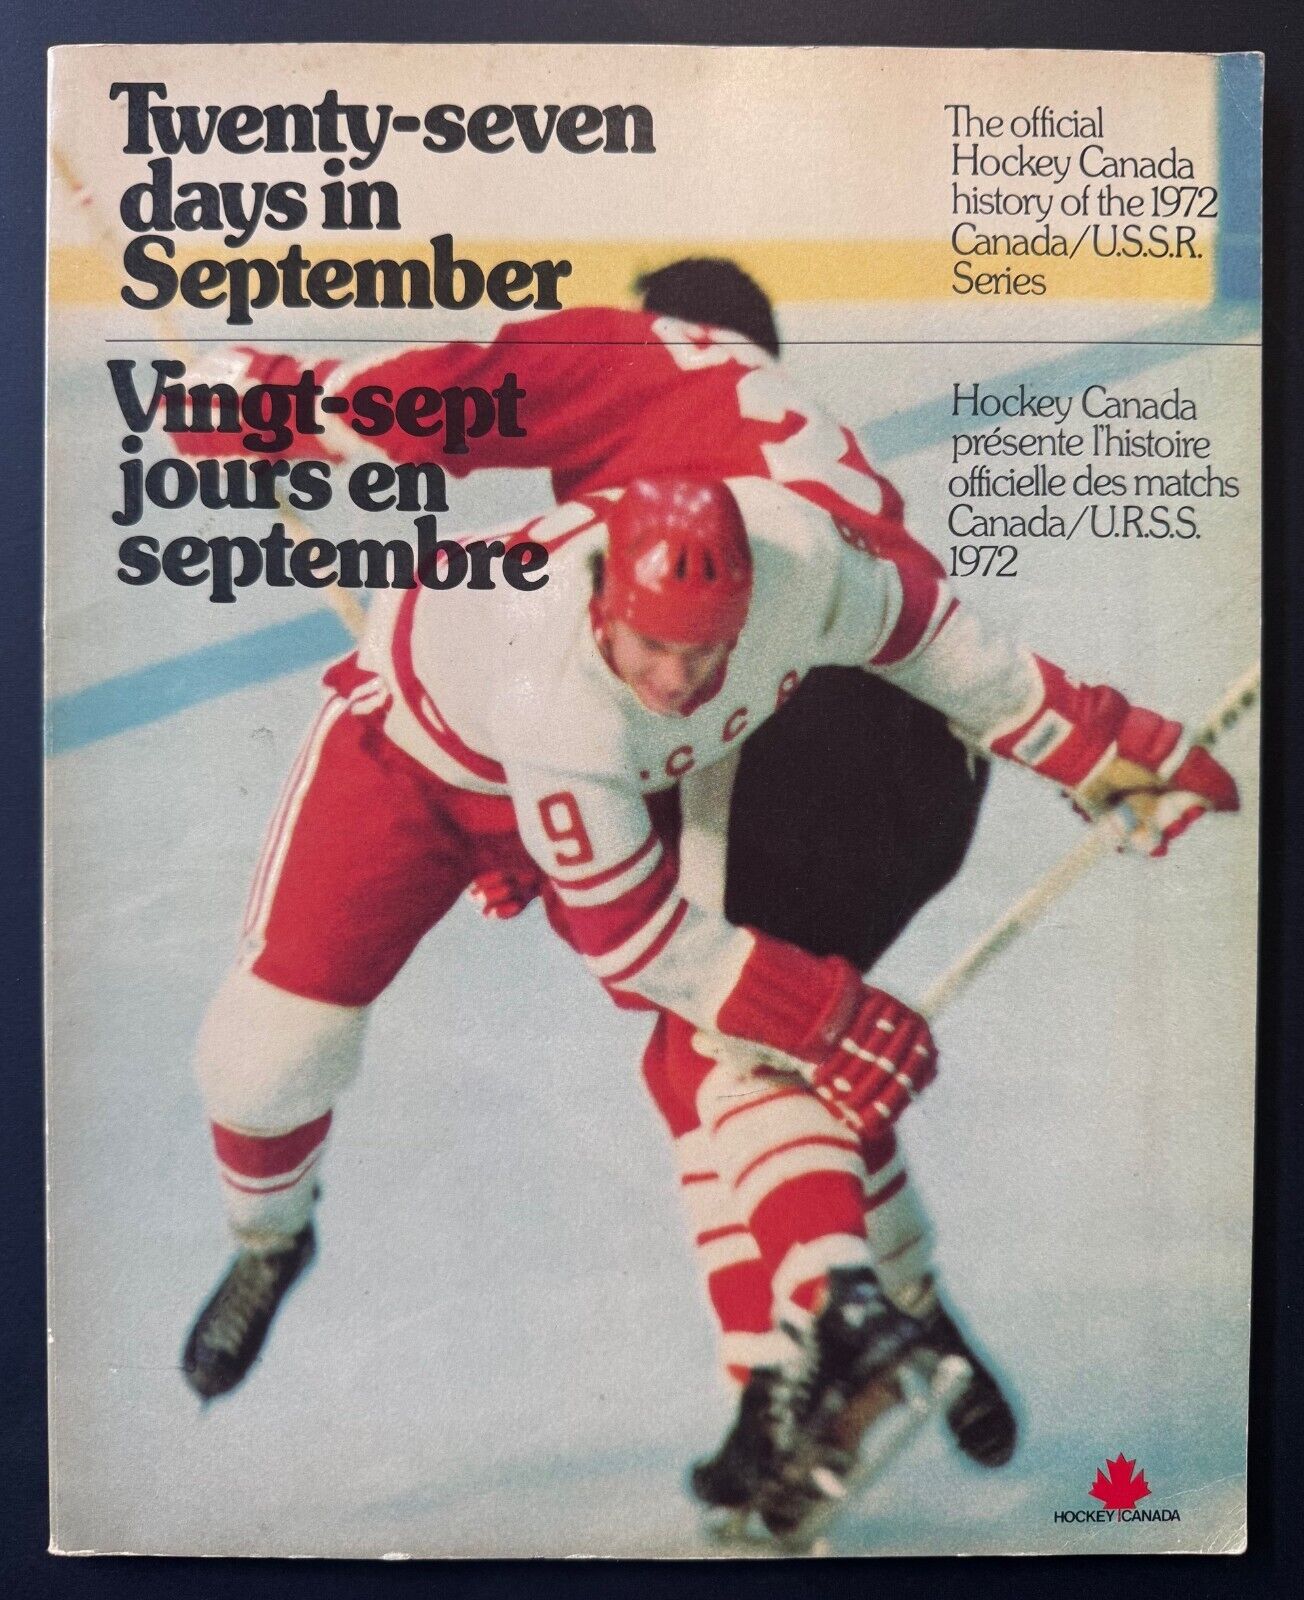 Twenty-seven
days in
September
The official
Hockey Canada
history of the 1972
Canada/U.S.S.R.
Series
Vingt-sept
jours en
septembre
Hockey Canada
présente l'histoire
officielle des matchs
Canada/U.R.S.S.
1972
9
HOCKEY CANADA